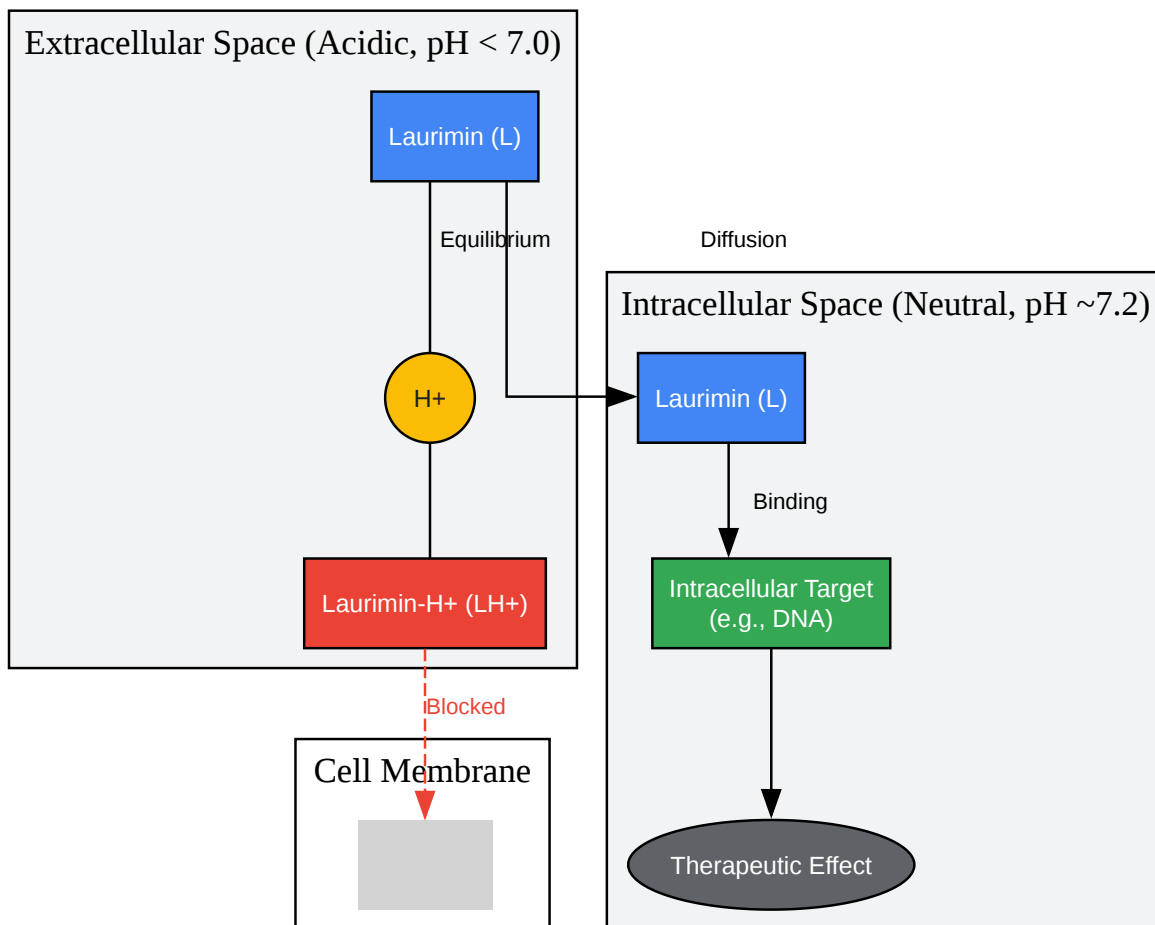 Extracellular Space (Acidic, pH < 7.0)
Laurimin (L)
Equilibrium
Diffusion
Intracellular Space (Neutral, pH ~7.2)
H+
Laurimin (L)
Binding
Laurimin-H+ (LH+)
Intracellular Target
(e.g., DNA)
Blocked
Cell Membrane
Therapeutic Effect